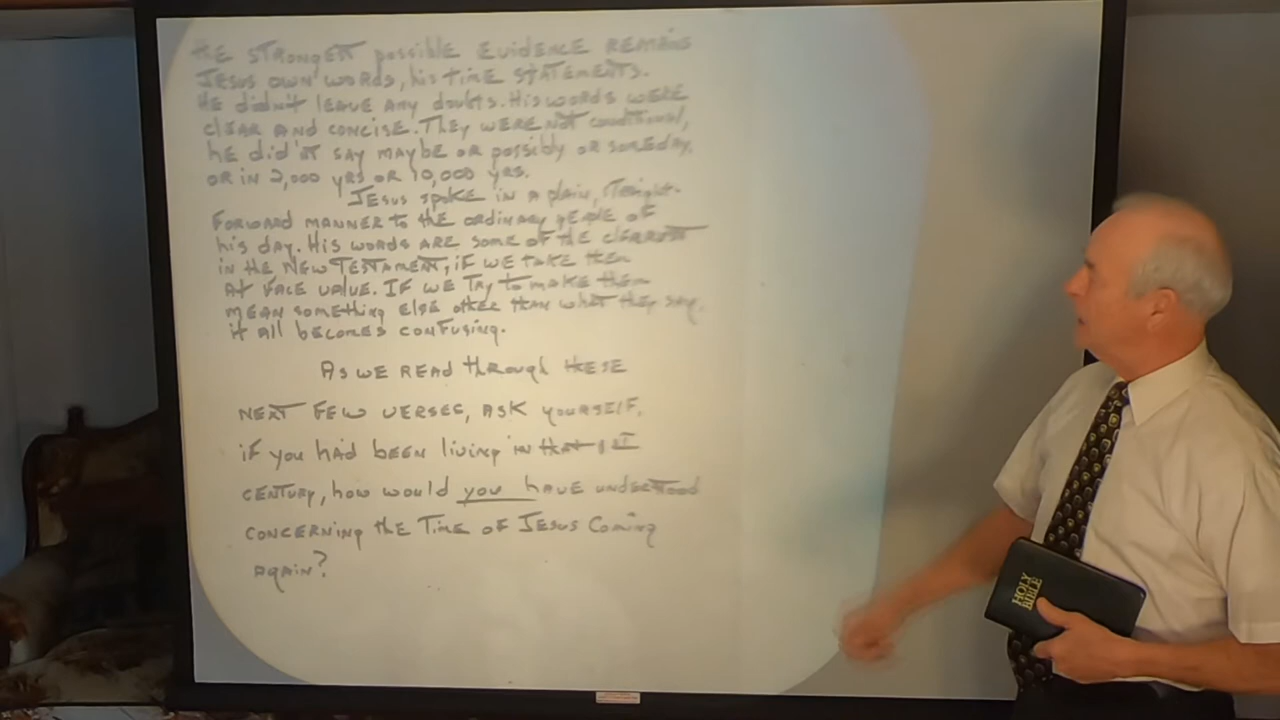 THE STRONGEST possible EVIDENCE REMAINS
JESUS OWN WORDS, his TIME STATEMENTS.
HE didn't LEAVE ANY doubts. His WORDS WERE
CLEAR AND CONCISE. They WERE NOT conditional,
he did'nt SAY MAYBE OR possibly OR SOMEDAY,
OR IN 2,000 YRS OR 10,000 YRS.
JESUS SPOKE IN A plain, STRAIGHT-
FORWARD MANNER TO the ORDINARY PEOPLE OF
his day. His WORDS ARE SOME OF THE CLEAREST
IN the NEW TESTAMENT, IF WE TAKE them
AT FACE VALUE. IF WE TRY to MAKE them
MEAN SOMEthing ELSE other than what they SAY,
it All BECOMES CONFUSING.
AS WE READ through thESE
NEXT FEW VERSES, ASK YOURSELF,
if you had BEEN living in that 1st
CENTURY, how would you hAVE UNDERSTOOD
CONCERNING the TIME OF JESUS COMING
AGAIN?
HOLY
BIBLE